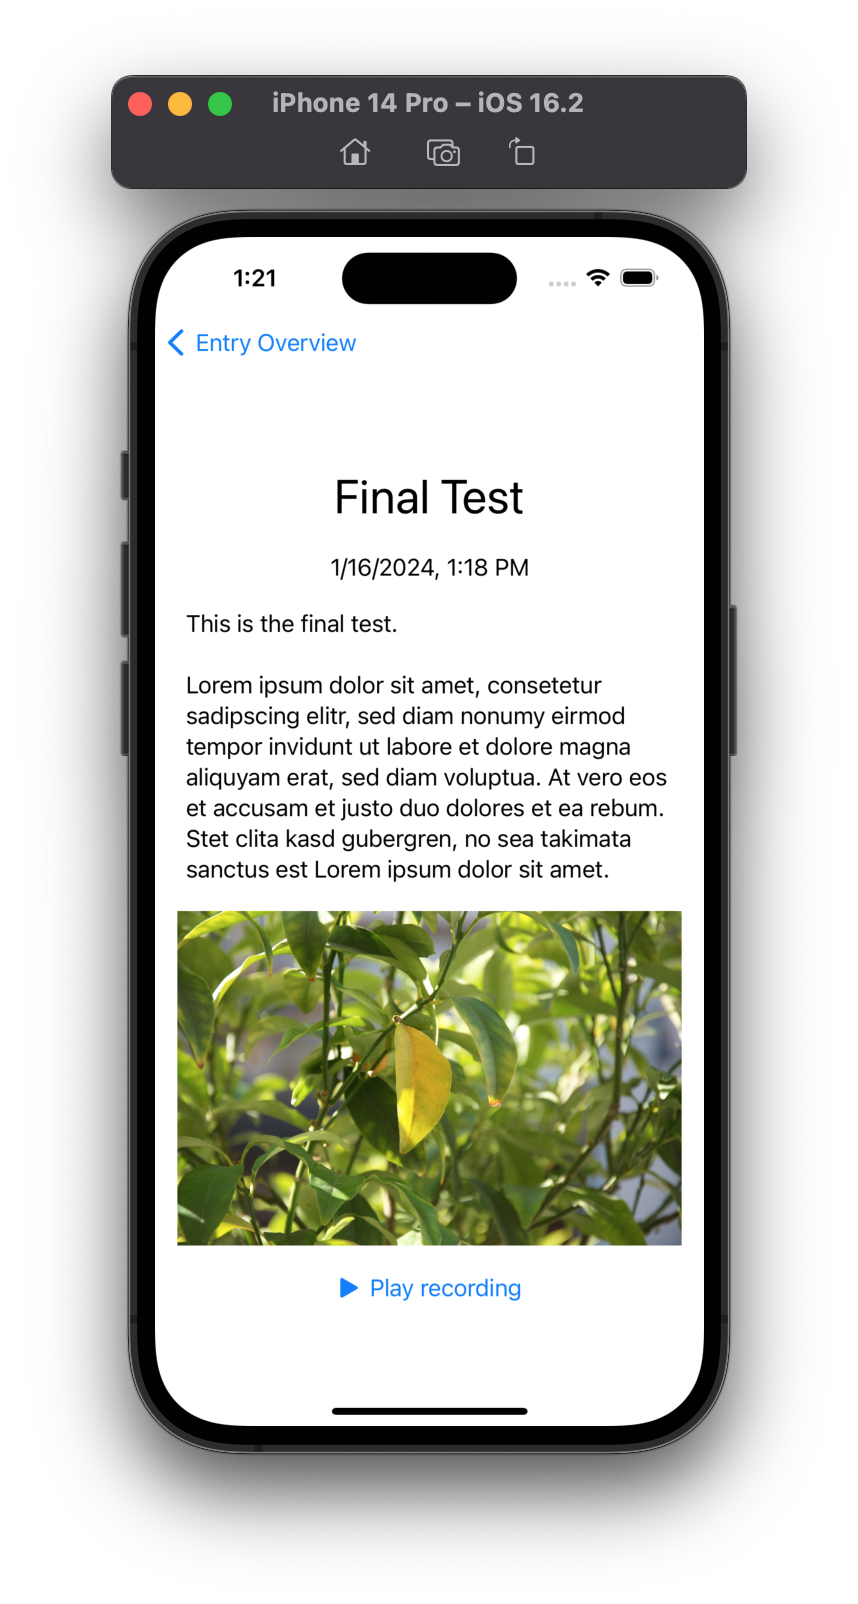 iPhone 14 Pro – iOS 16.2
1:21
Entry Overview
Final Test
1/16/2024, 1:18 PM
This is the final test.
Lorem ipsum dolor sit amet, consetetur
sadipscing elitr, sed diam nonumy eirmod
tempor invidunt ut labore et dolore magna
aliquyam erat, sed diam voluptua. At vero eos
et accusam et justo duo dolores et ea rebum.
Stet clita kasd gubergren, no sea takimata
sanctus est Lorem ipsum dolor sit amet.
Play recording